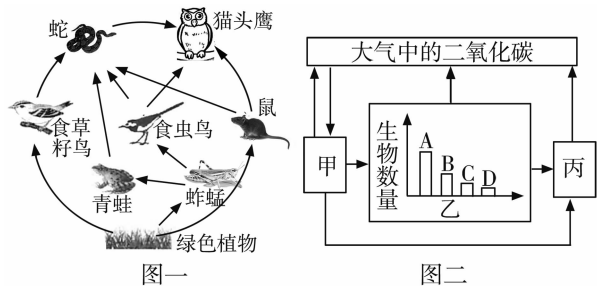 蛇
猫头鹰
食草
籽鸟
食虫鸟
鼠
青蛙
蚱蜢
绿色植物
图一
大气中的二氧化碳
甲
生物数量
A
B
C
D
乙
丙
图二